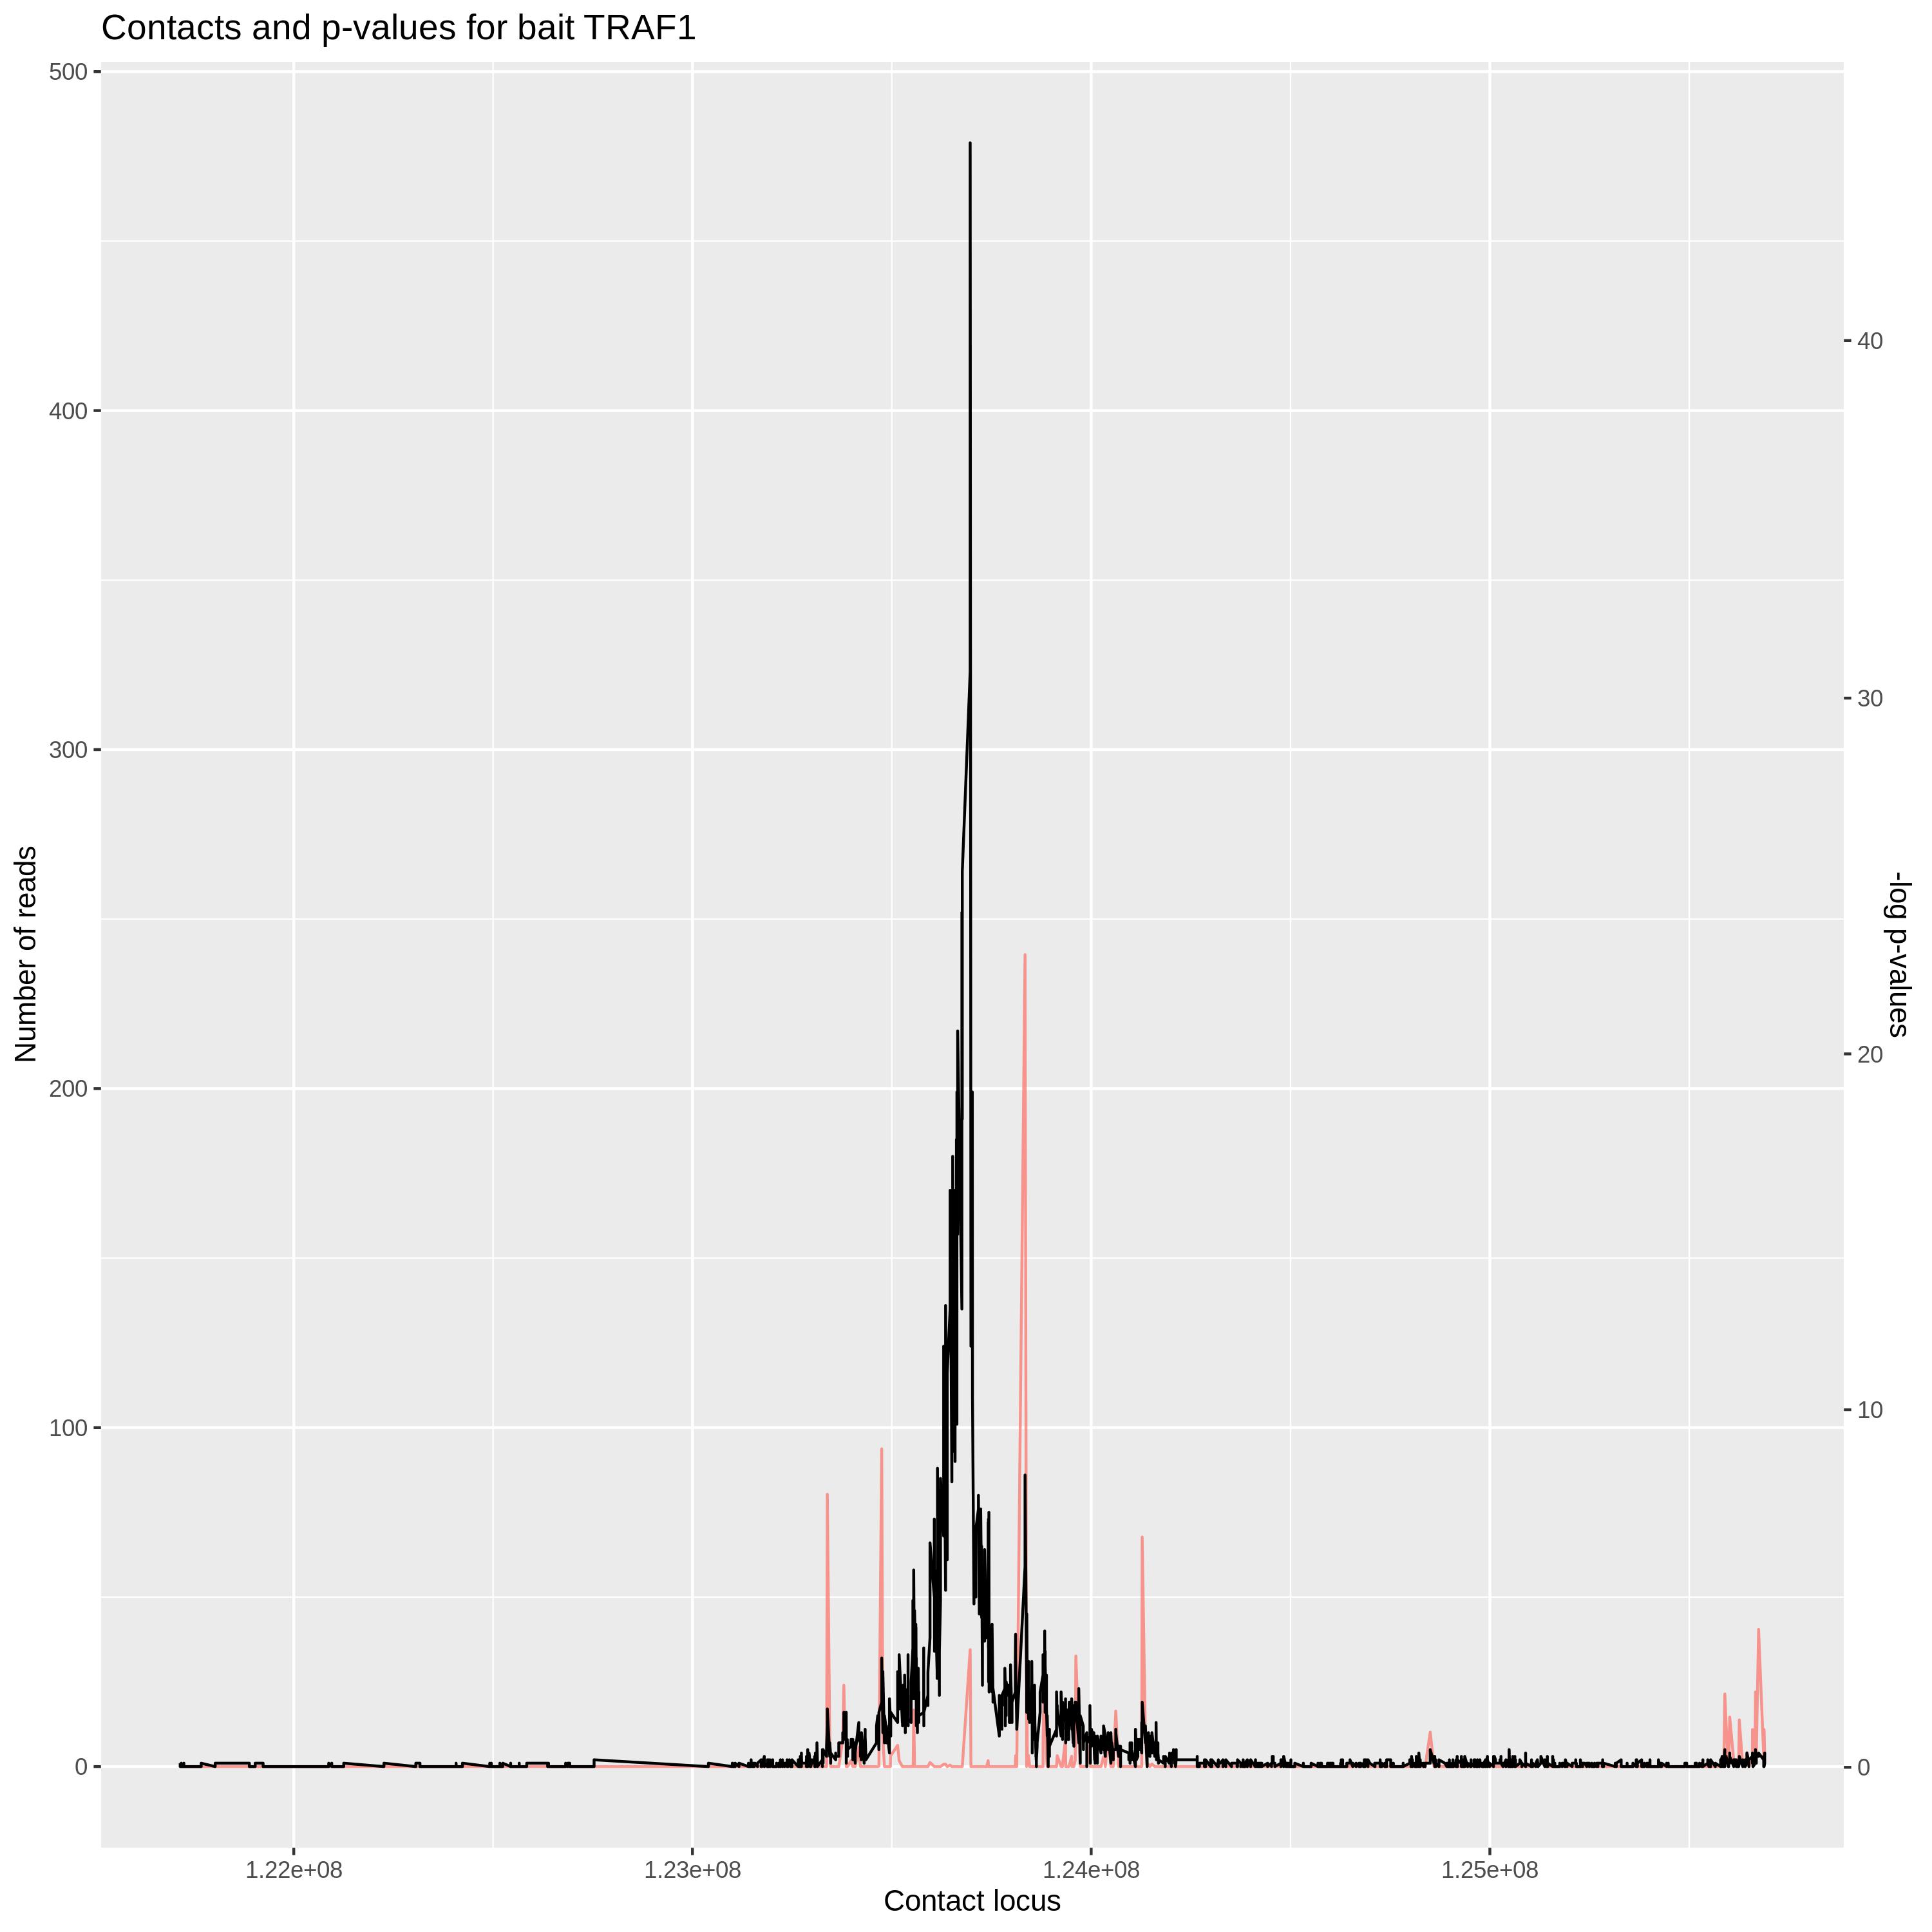 Contacts and p-values for bait TRAF1
500
400
300
200
100
0
Number of reads
40
30
20
10
0
-log p-values
1.22e+08
1.23e+08
1.24e+08
1.25e+08
Contact locus